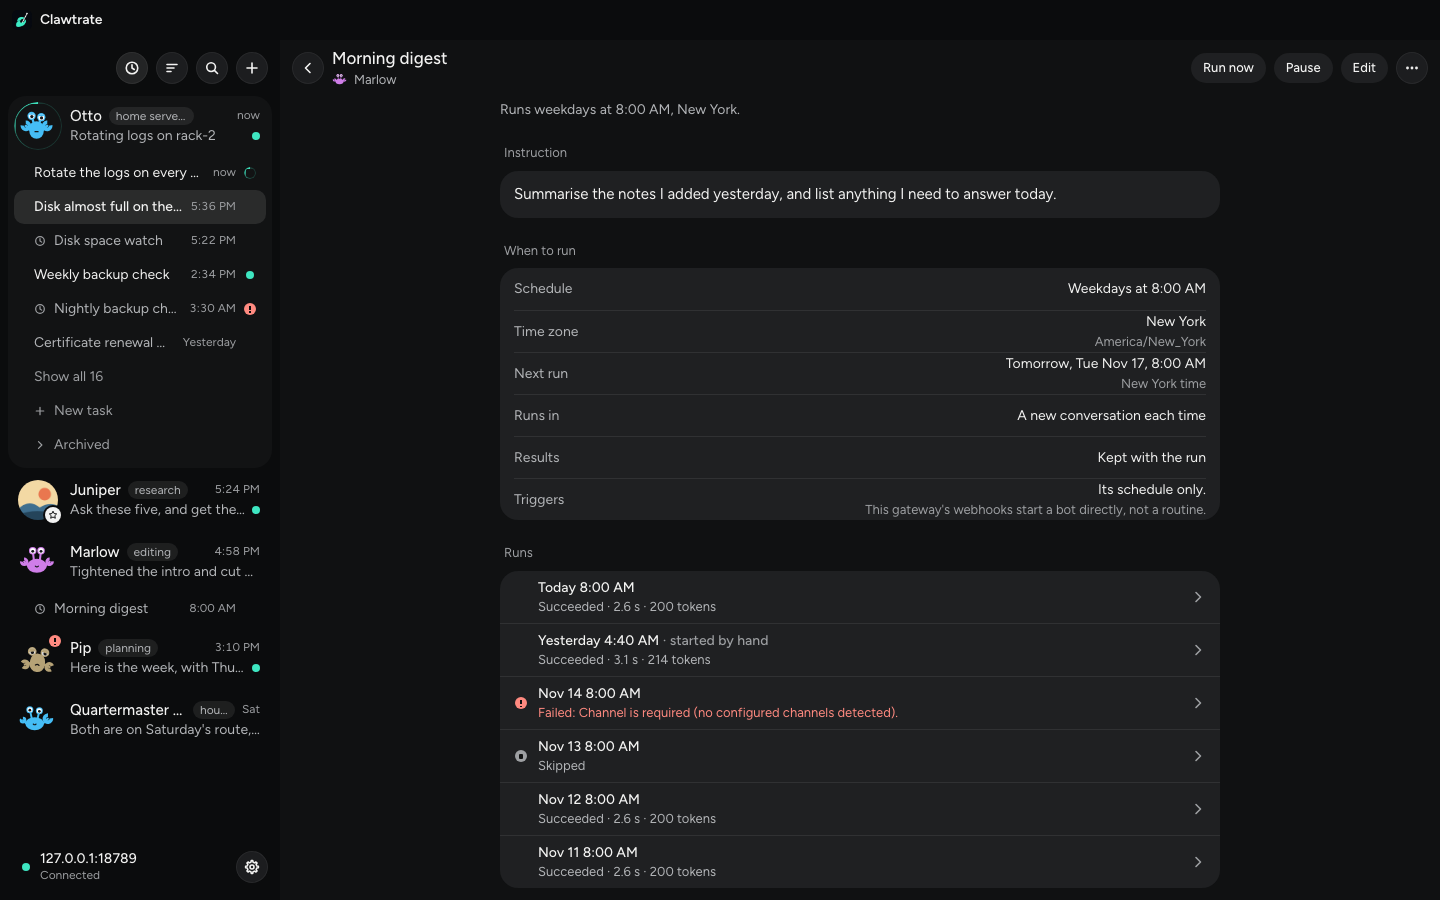 Clawtrate
Otto
home serve...
now
Rotating logs on rack-2
Rotate the logs on every ...
now
Disk almost full on the...
5:36 PM
Disk space watch
5:22 PM
Weekly backup check
2:34 PM
Nightly backup ch...
3:30 AM
Certificate renewal ...
Yesterday
Show all 16
New task
Archived
Juniper
research
5:24 PM
Ask these five, and get the...
Marlow
editing
4:58 PM
Tightened the intro and cut ...
Morning digest
8:00 AM
Pip
planning
3:10 PM
Here is the week, with Thu...
Quartermaster ...
hou...
Sat
Both are on Saturday's route,...
127.0.0.1:18789
Connected
Morning digest
Marlow
Run now
Pause
Edit
Runs weekdays at 8:00 AM, New York.
Instruction
Summarise the notes I added yesterday, and list anything I need to answer today.
When to run
Schedule
Weekdays at 8:00 AM
Time zone
New York
America/New_York
Next run
Tomorrow, Tue Nov 17, 8:00 AM
New York time
Runs in
A new conversation each time
Results
Kept with the run
Triggers
Its schedule only.
This gateway's webhooks start a bot directly, not a routine.
Runs
Today 8:00 AM
Succeeded · 2.6 s · 200 tokens
Yesterday 4:40 AM · started by hand
Succeeded · 3.1 s · 214 tokens
Nov 14 8:00 AM
Failed: Channel is required (no configured channels detected).
Nov 13 8:00 AM
Skipped
Nov 12 8:00 AM
Succeeded · 2.6 s · 200 tokens
Nov 11 8:00 AM
Succeeded · 2.6 s · 200 tokens